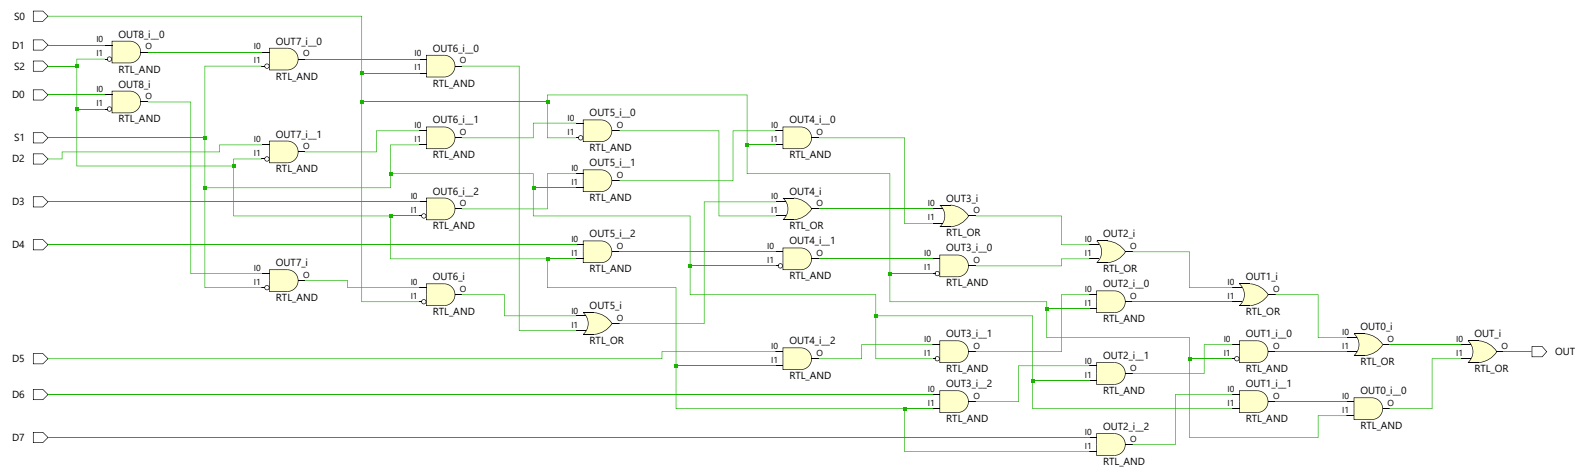 S0
D1
S2
D0
S1
D2
D3
D4
D5
D6
D7
I0
I1
OUT8_i__0
O
RTL_AND
I0
I1
OUT8_i
O
RTL_AND
I0
I1
OUT7_i__0
O
RTL_AND
I0
I1
OUT7_i__1
O
RTL_AND
I0
I1
OUT7_i
O
RTL_AND
I0
I1
OUT6_i__0
O
RTL_AND
I0
I1
OUT6_i__1
O
RTL_AND
I0
I1
OUT6_i__2
O
RTL_AND
I0
I1
OUT6_i
O
RTL_AND
I0
I1
OUT5_i__0
O
RTL_AND
I0
I1
OUT5_i__1
O
RTL_AND
I0
I1
OUT5_i__2
O
RTL_AND
I0
I1
OUT5_i
O
RTL_OR
I0
I1
OUT4_i__0
O
RTL_AND
I0
I1
OUT4_i
O
RTL_OR
I0
I1
OUT4_i__1
O
RTL_AND
I0
I1
OUT4_i__2
O
RTL_AND
I0
I1
OUT3_i
O
RTL_OR
I0
I1
OUT3_i__0
O
RTL_AND
I0
I1
OUT3_i__1
O
RTL_AND
I0
I1
OUT3_i__2
O
RTL_AND
I0
I1
OUT2_i
O
RTL_OR
I0
I1
OUT2_i__0
O
RTL_AND
I0
I1
OUT2_i__1
O
RTL_AND
I0
I1
OUT2_i__2
O
RTL_AND
I0
I1
OUT1_i
O
RTL_OR
I0
I1
OUT1_i__0
O
RTL_AND
I0
I1
OUT1_i__1
O
RTL_AND
I0
I1
OUT0_i
O
RTL_OR
I0
I1
OUT0_i__0
O
RTL_AND
I0
I1
OUT_i
O
RTL_OR
OUT